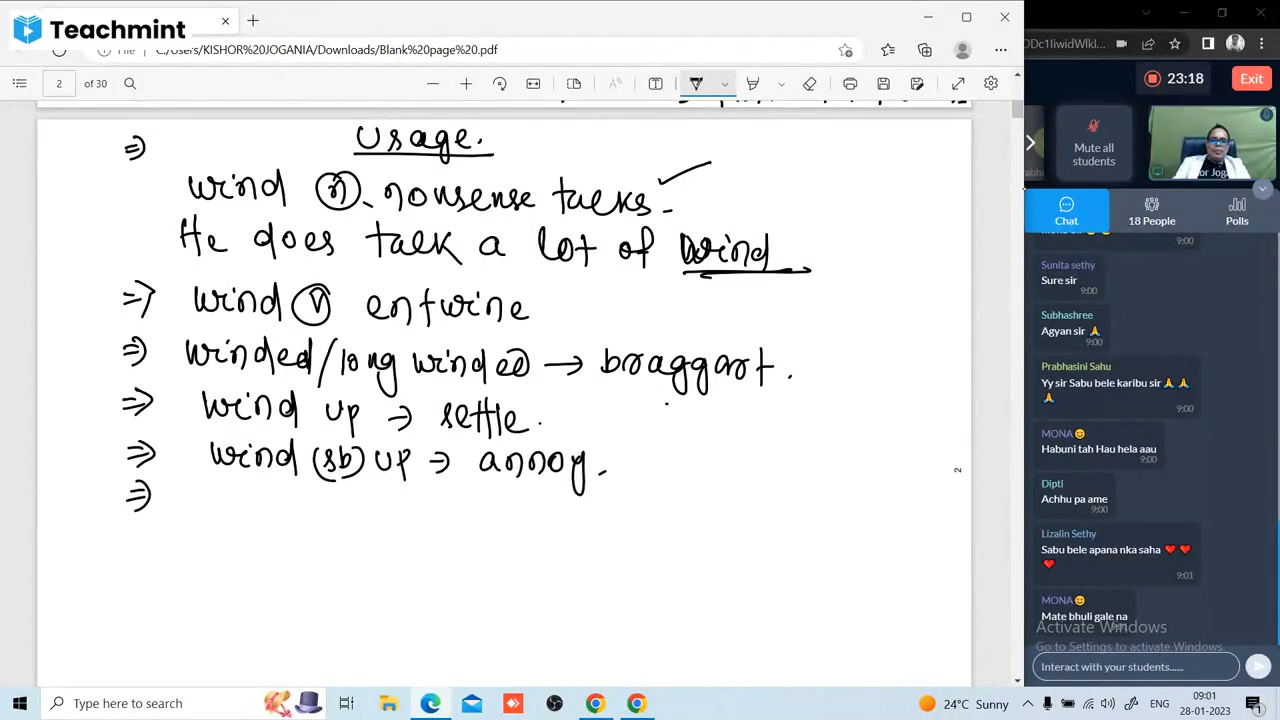 Teachmint
File
C:/Users/KISHOR%20JOGANIA/Downloads/Blank%20page%20.pdf
2 of 30
⇒ Usage.
wind (n). nonsense talks.
He does talk a lot of wind
⇒ wind (v) entwine
⇒ winded/long winded → braggart.
⇒ wind up → settle.
⇒ wind (sb) up → annoy.
⇒
2
23:18
Exit
Mute all
students
Chat
18 People
Polls
9:00
Sunita sethy
Sure sir
9:00
Subhashree
Agyan sir 🙏
9:00
Prabhasini Sahu
Yy sir Sabu bele karibu sir 🙏 🙏
🙏
9:00
MONA😊
Habuni tah Hau hela aau
9:00
Dipti
Achhu pa ame
9:00
Lizalin Sethy
Sabu bele apana nka saha ❤️ ❤️
❤️
9:01
MONA😊
Mate bhuli gale na
Activate Windows
Go to Settings to activate Windows.
Interact with your students......
Type here to search
24°C Sunny
ENG
09:01
28-01-2023